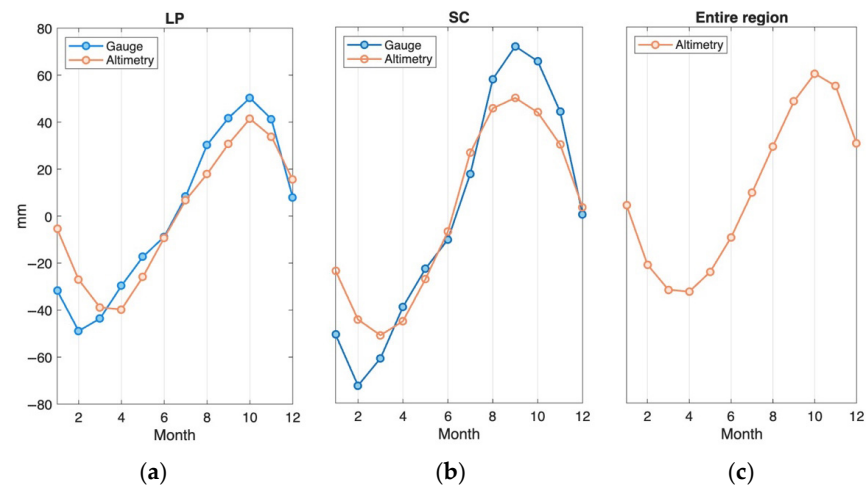 LP
SC
Entire region
Gauge
Altimetry
Gauge
Altimetry
Altimetry
80
60
40
20
0
−20
−40
−60
−80
mm
2 4 6 8 10 12
2 4 6 8 10 12
2 4 6 8 10 12
Month
Month
Month
(a)
(b)
(c)